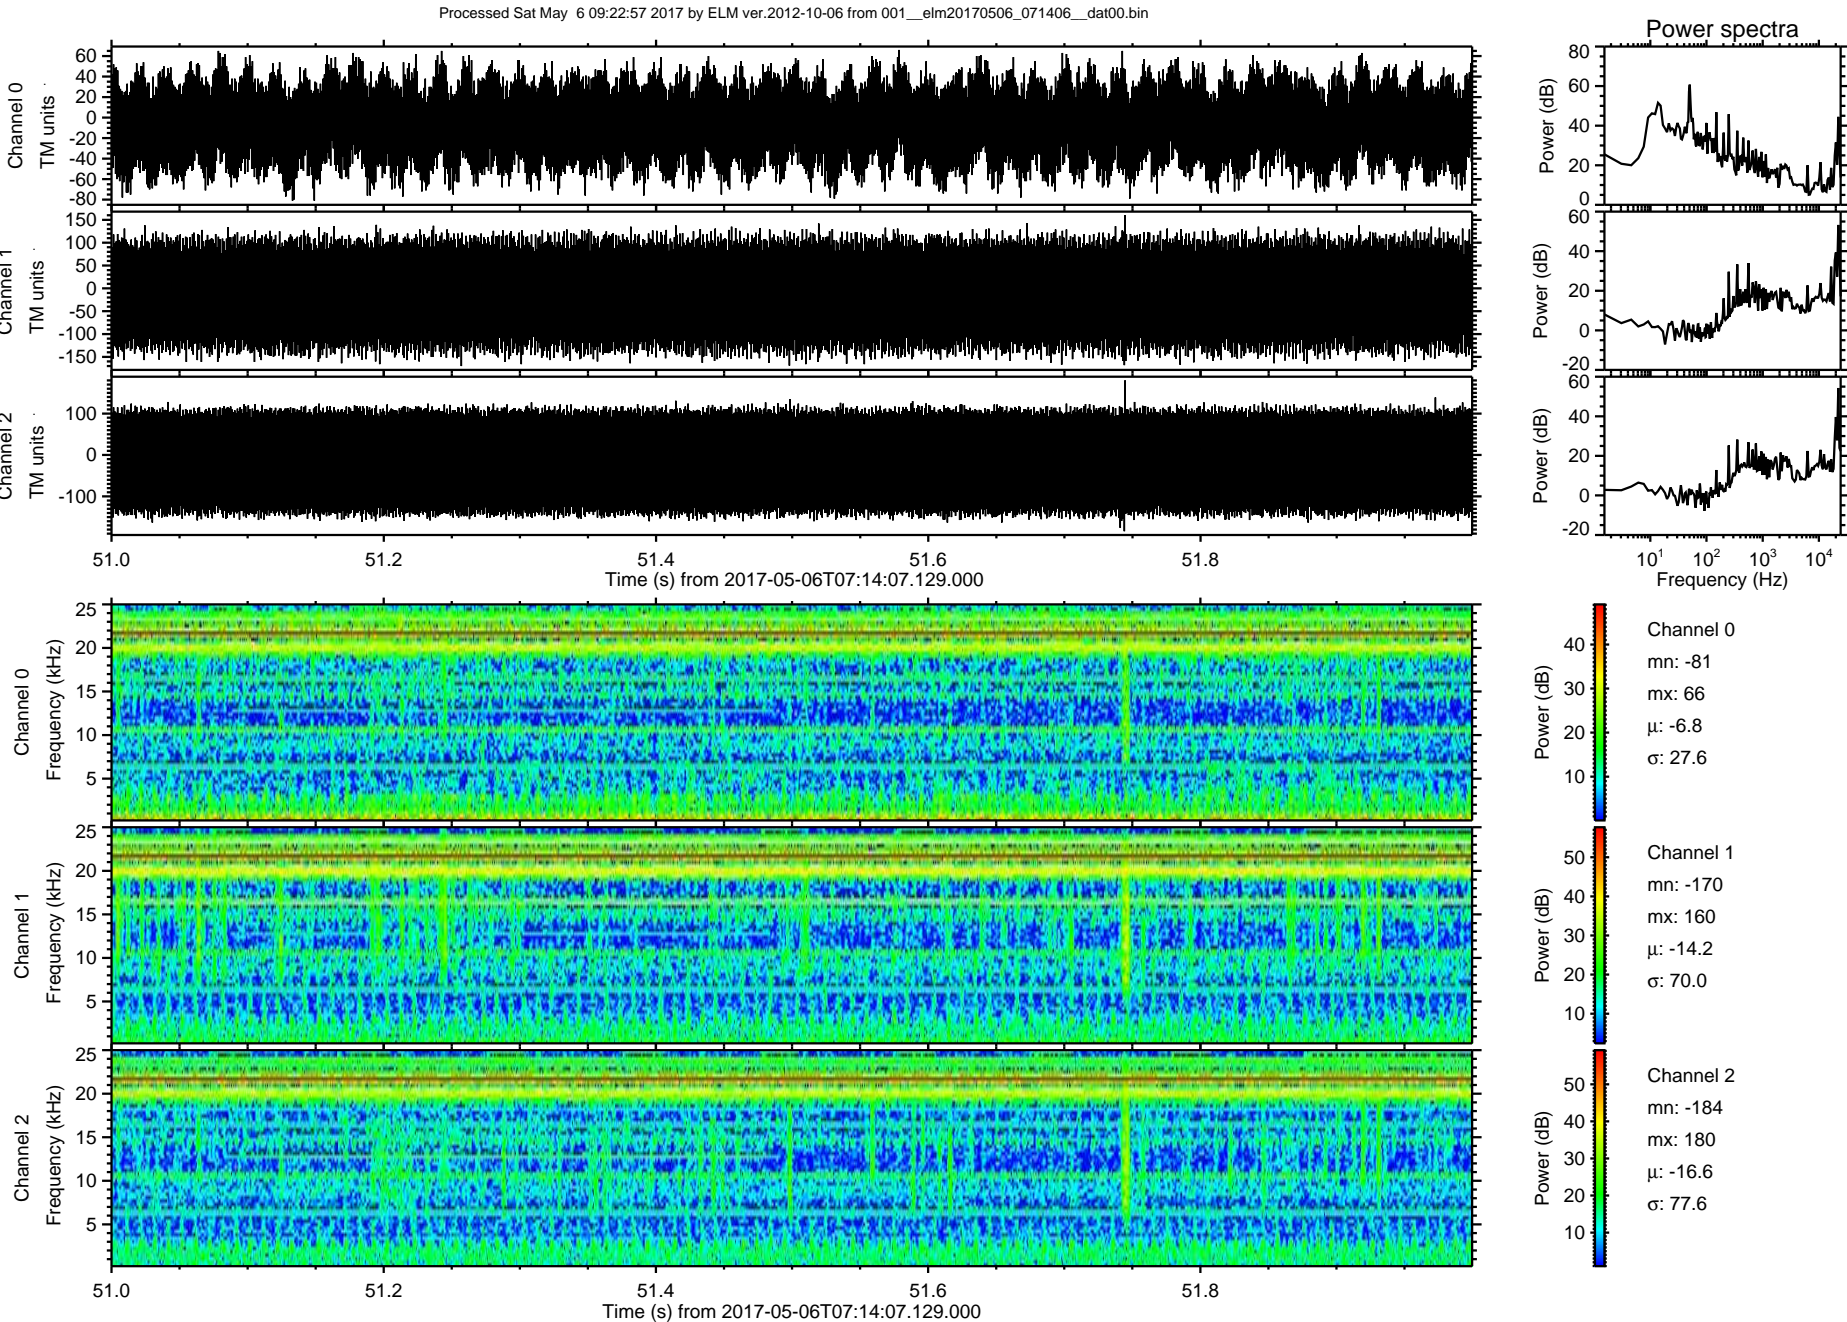 Processed Sat May  6 09:22:57 2017 by ELM ver.2012-10-06 from 001__elm20170506_071406__dat00.bin
Power spectra
Channel 0
TM units
60
40
20
0
-20
-40
-60
-80
Power (dB)
80
60
40
20
0
Channel 1
TM units
150
100
50
0
-50
-100
-150
Power (dB)
60
40
20
0
-20
Channel 2
TM units
100
0
-100
Power (dB)
60
40
20
0
-20
51.0 51.2 51.4 51.6 51.8
Time (s) from 2017-05-06T07:14:07.129.000
10¹ 10² 10³ 10⁴
Frequency (Hz)
Channel 0
Frequency (kHz)
25
20
15
10
5
Power (dB)
40
30
20
10
Channel 0
mn: -81
mx: 66
μ: -6.8
σ: 27.6
Channel 1
Frequency (kHz)
25
20
15
10
5
Power (dB)
50
40
30
20
10
Channel 1
mn: -170
mx: 160
μ: -14.2
σ: 70.0
Channel 2
Frequency (kHz)
25
20
15
10
5
Power (dB)
50
40
30
20
10
Channel 2
mn: -184
mx: 180
μ: -16.6
σ: 77.6
51.0 51.2 51.4 51.6 51.8
Time (s) from 2017-05-06T07:14:07.129.000